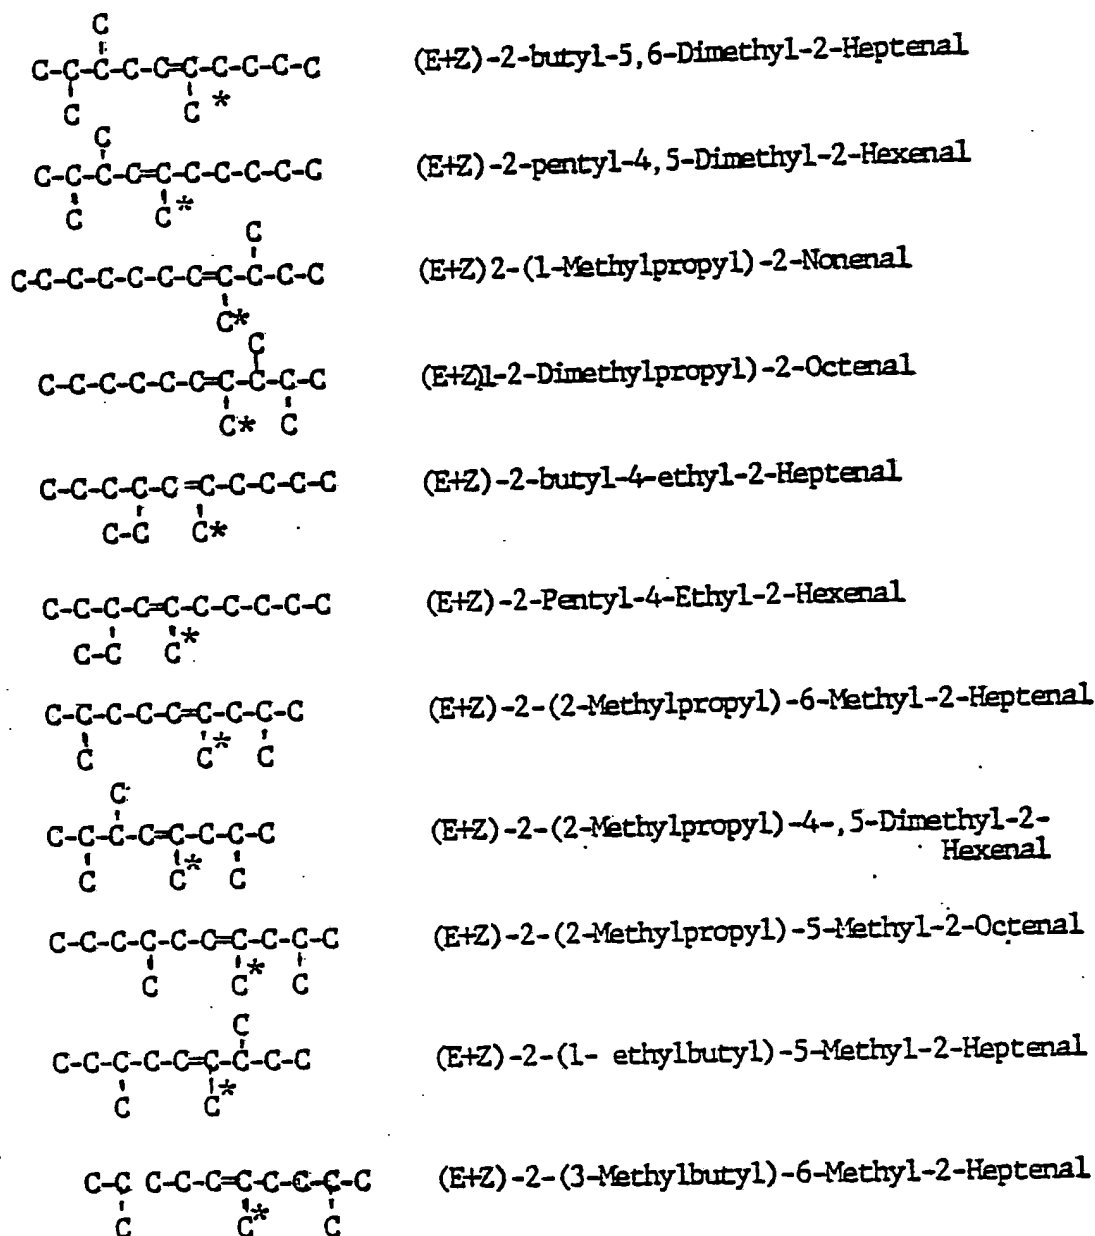 C
C-C-C-C-C=C-C-C-C-C (E+Z)-2-butyl-5,6-Dimethyl-2-Heptenal
C C *
C
C-C-C-C=C-C-C-C-C-C (E+Z)-2-pentyl-4,5-Dimethyl-2-Hexenal
C C*
C
C-C-C-C-C-C-C=C-C-C-C (E+Z)2-(1-Methylpropyl)-2-Nonenal
C*
C
C-C-C-C-C-C=C-C-C-C (E+Z)1-2-Dimethylpropyl)-2-Octenal
C* C
C-C-C-C-C=C-C-C-C-C (E+Z)-2-butyl-4-ethyl-2-Heptenal
C-C C*
C-C-C-C=C-C-C-C-C-C (E+Z)-2-Pentyl-4-Ethyl-2-Hexenal
C-C C*
C-C-C-C-C=C-C-C-C (E+Z)-2-(2-Methylpropyl)-6-Methyl-2-Heptenal
C C* C
C
C-C-C-C=C-C-C-C (E+Z)-2-(2-Methylpropyl)-4-,5-Dimethyl-2-
Hexenal
C C* C
C-C-C-C-C-C=C-C-C-C (E+Z)-2-(2-Methylpropyl)-5-Methyl-2-Octenal
C C* C
C
C-C-C-C-C=C-C-C-C (E+Z)-2-(1- ethylbutyl)-5-Methyl-2-Heptenal
C C*
C-C C-C-C=C-C-C-C-C (E+Z)-2-(3-Methylbutyl)-6-Methyl-2-Heptenal
C C* C